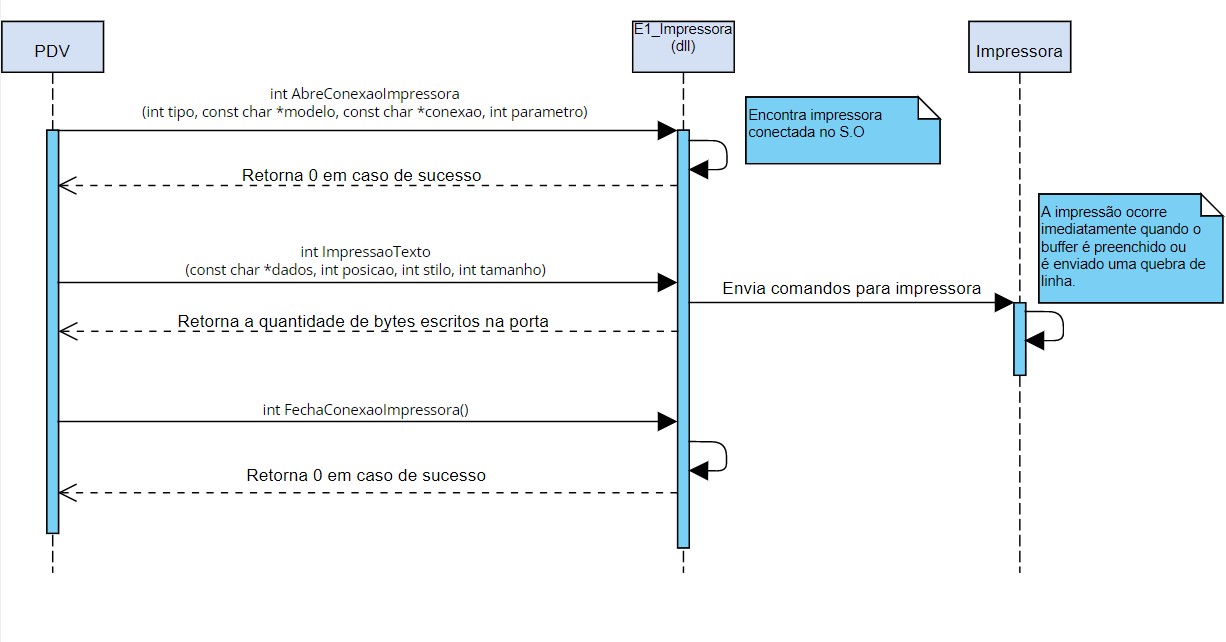 PDV
E1_Impressora
(dll)
Impressora
int AbreConexaoImpressora
(int tipo, const char *modelo, const char *conexao, int parametro)
Encontra impressora
conectada no S.O
Retorna 0 em caso de sucesso
A impressão ocorre
imediatamente quando o
buffer é preenchido ou
é enviado uma quebra de
linha.
int ImpressaoTexto
(const char *dados, int posicao, int stilo, int tamanho)
Envia comandos para impressora
Retorna a quantidade de bytes escritos na porta
int FechaConexaoImpressora()
Retorna 0 em caso de sucesso